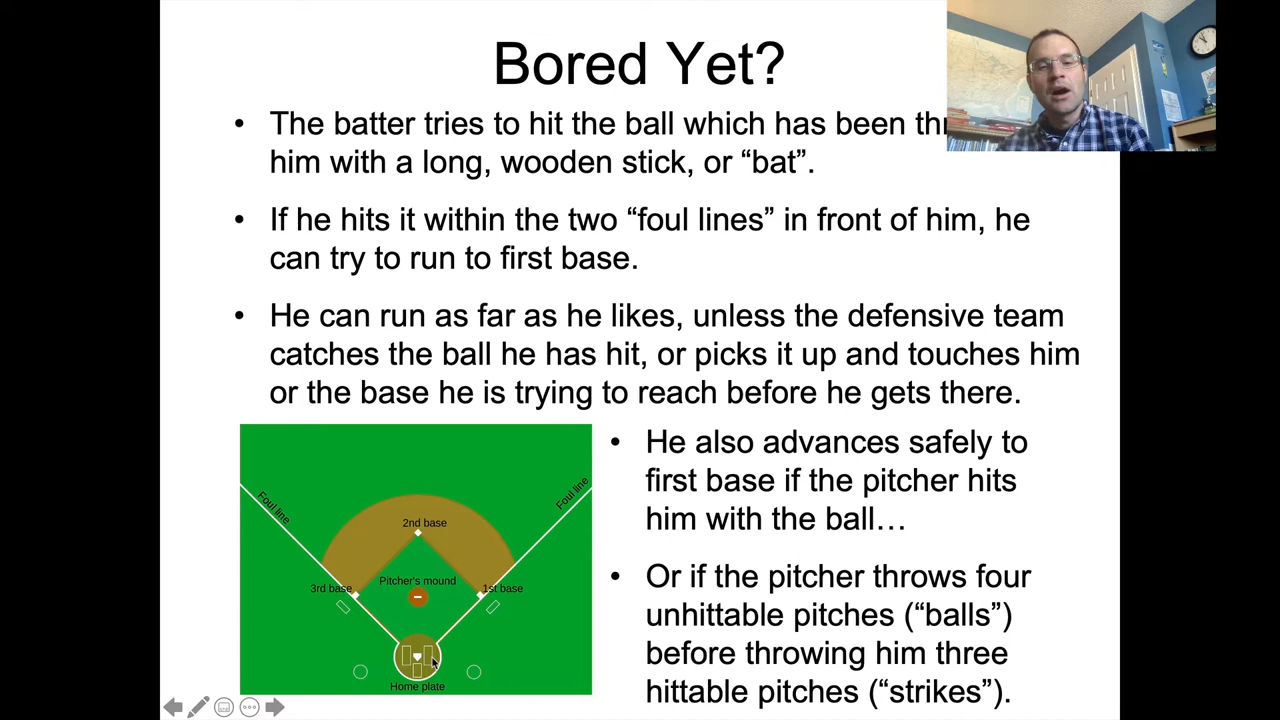 Bored Yet?
• The batter tries to hit the ball which has been
him with a long, wooden stick, or “bat”.
• If he hits it within the two “foul lines” in front of him, he
can try to run to first base.
• He can run as far as he likes, unless the defensive team
catches the ball he has hit, or picks it up and touches him
or the base he is trying to reach before he gets there.
• He also advances safely to
first base if the pitcher hits
him with the ball…
• Or if the pitcher throws four
unhittable pitches (“balls”)
before throwing him three
hittable pitches (“strikes”).
Foul line
Foul line
2nd base
Pitcher's mound
3rd base
1st base
Home plate